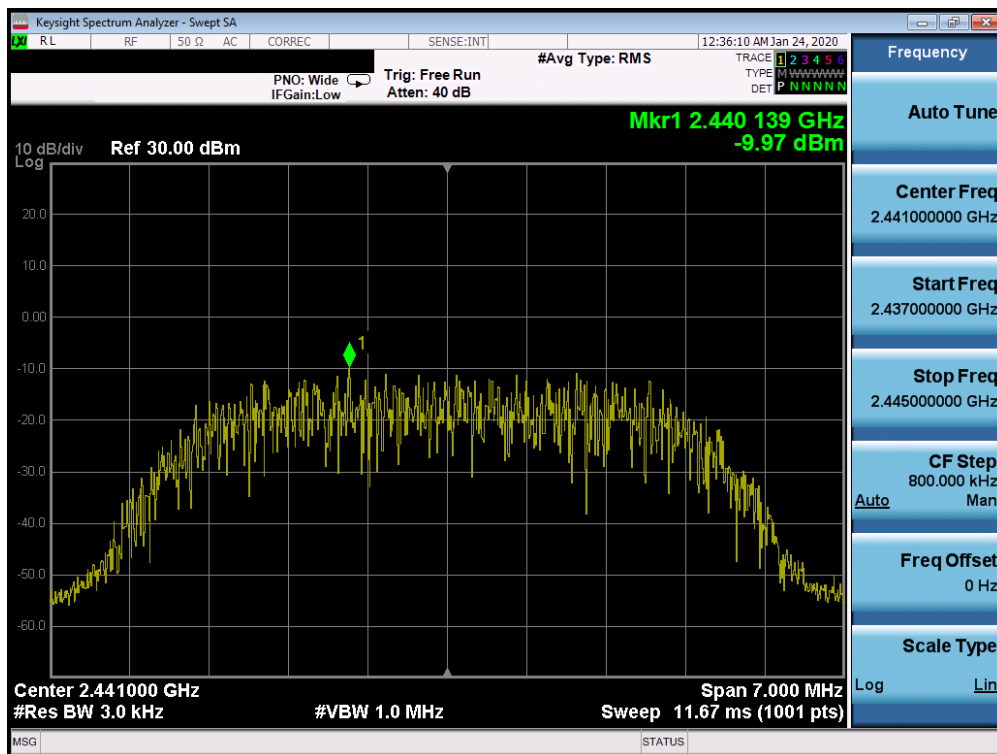 Keysight Spectrum Analyzer - Swept SA
LXI RL RF 50 Ω AC CORREC SENSE:INT 12:36:10 AM Jan 24, 2020
#Avg Type: RMS
TRACE 1 2 3 4 5 6
PNO: Wide Trig: Free Run TYPE M WWWWW
IFGain:Low Atten: 40 dB DET P N N N N N
Mkr1 2.440 139 GHz
-9.97 dBm
10 dB/div Ref 30.00 dBm
Log
20.0
10.0
0.00
1
-10.0
-20.0
-30.0
-40.0
-50.0
-60.0
Center 2.441000 GHz Span 7.000 MHz
#Res BW 3.0 kHz #VBW 1.0 MHz Sweep 11.67 ms (1001 pts)
MSG STATUS
Frequency
Auto Tune
Center Freq
2.441000000 GHz
Start Freq
2.437000000 GHz
Stop Freq
2.445000000 GHz
CF Step
800.000 kHz
Auto Man
Freq Offset
0 Hz
Scale Type
Log Lin